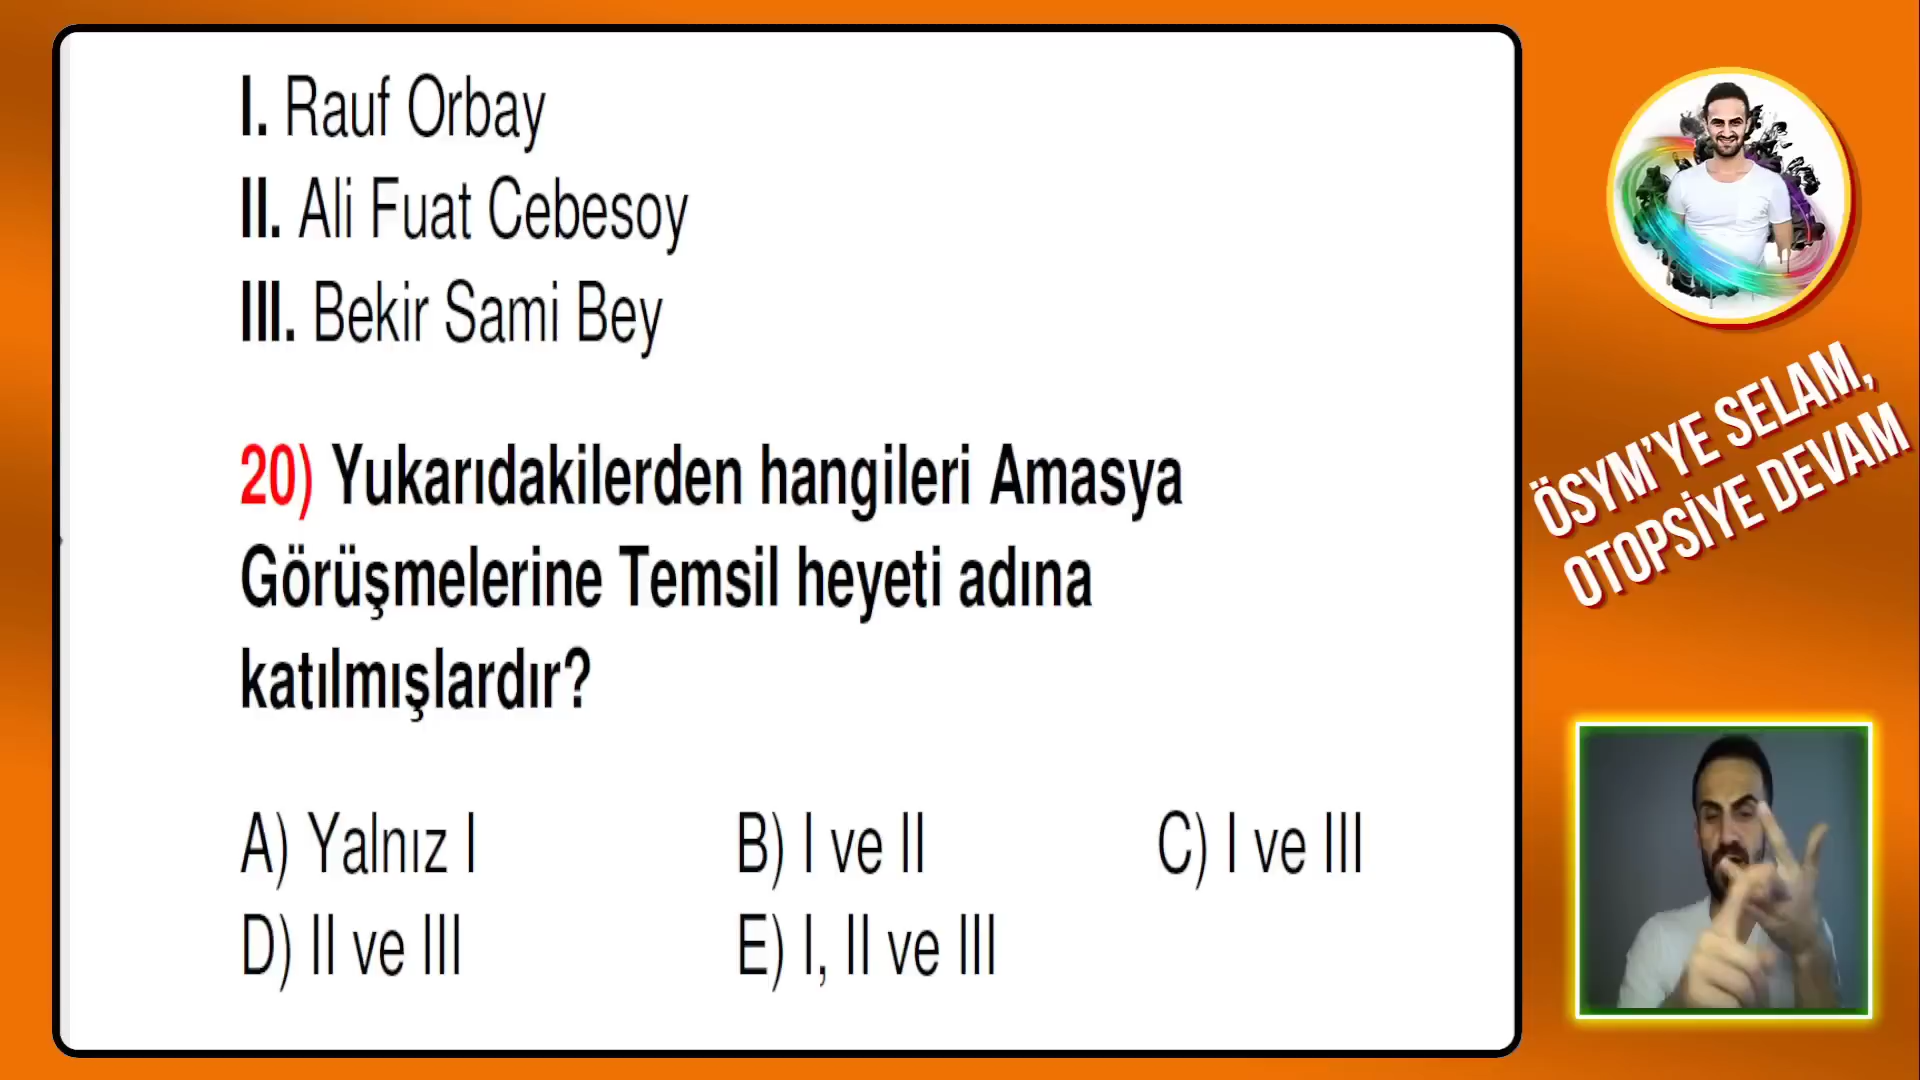 I. Rauf Orbay
II. Ali Fuat Cebesoy
III. Bekir Sami Bey
20) Yukarıdakilerden hangileri Amasya
Görüşmelerine Temsil heyeti adına
katılmışlardır?
A) Yalnız I B) I ve II C) I ve III
D) II ve III E) I, II ve III
ÖSYM'YE SELAM,
OTOPSİYE DEVAM